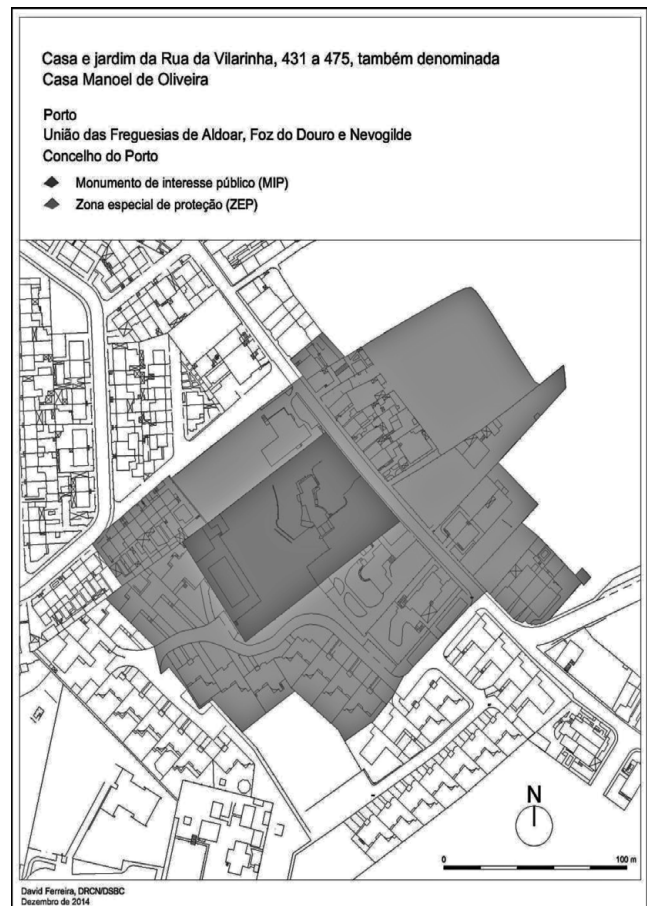 Casa e jardim da Rua da Vilarinha, 431 a 475, também denominada
Casa Manoel de Oliveira
Porto
União das Freguesias de Aldoar, Foz do Douro e Nevogilde
Concelho do Porto
Monumento de interesse público (MIP)
Zona especial de proteção (ZEP)
N
0 100 m
David Ferreira, DRCN/DSBC
Dezembro de 2014